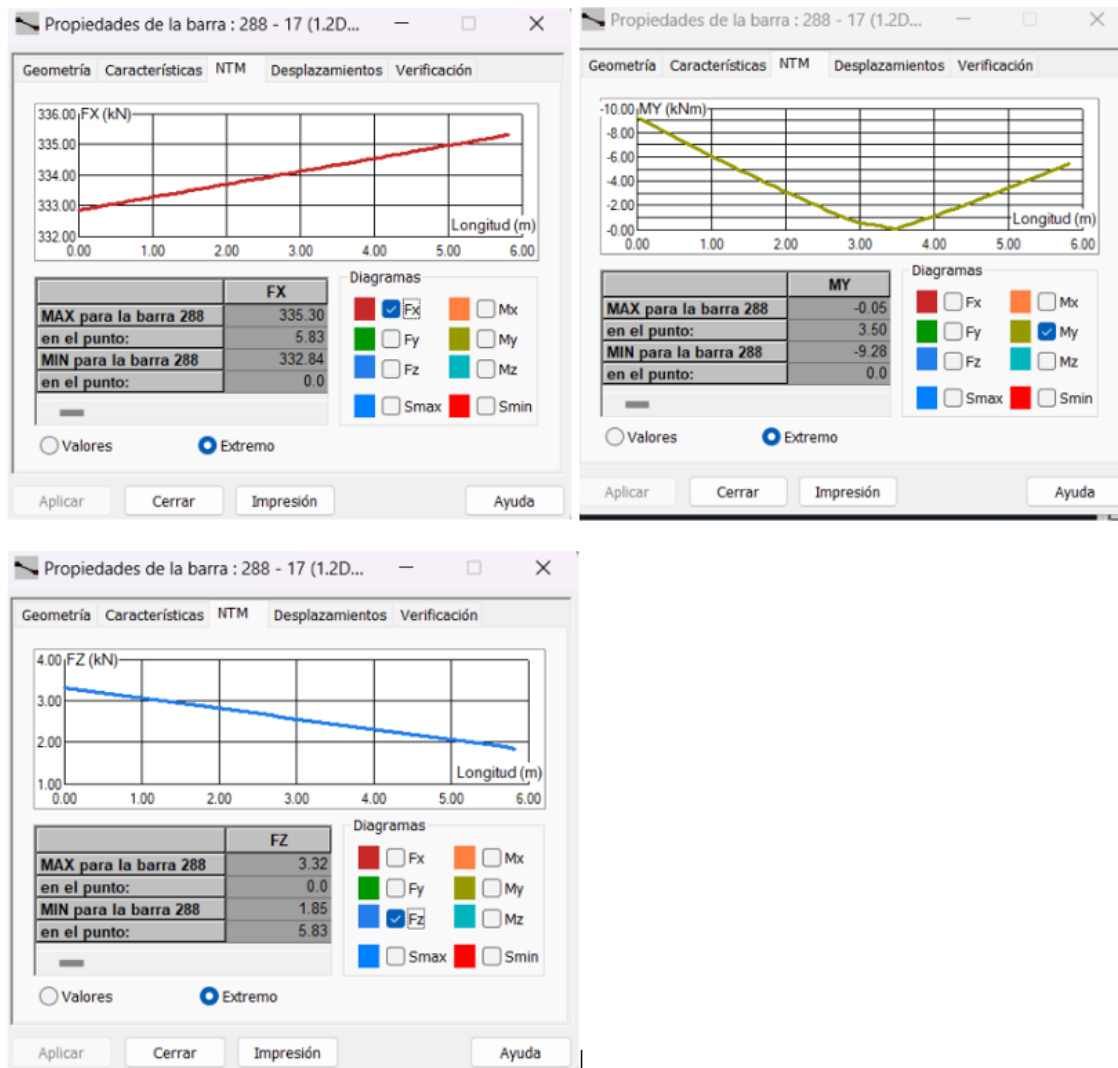 Propiedades de la barra : 288 - 17 (1.2D...
Geometría Características NTM Desplazamientos Verificación
336.00 FX (kN)
335.00
334.00
333.00
332.00
Longitud (m)
0.00 1.00 2.00 3.00 4.00 5.00 6.00
FX
MAX para la barra 288 335.30
en el punto: 5.83
MIN para la barra 288 332.84
en el punto: 0.0
Diagramas
Fx Mx
Fy My
Fz Mz
Smax Smin
Valores Extremo
Aplicar Cerrar Impresión Ayuda
Propiedades de la barra : 288 - 17 (1.2D...
Geometría Características NTM Desplazamientos Verificación
-10.00 MY (kNm)
-8.00
-6.00
-4.00
-2.00
-0.00
Longitud (m)
0.00 1.00 2.00 3.00 4.00 5.00 6.00
MY
MAX para la barra 288 -0.05
en el punto: 3.50
MIN para la barra 288 -9.28
en el punto: 0.0
Diagramas
Fx Mx
Fy My
Fz Mz
Smax Smin
Valores Extremo
Aplicar Cerrar Impresión Ayuda
Propiedades de la barra : 288 - 17 (1.2D...
Geometría Características NTM Desplazamientos Verificación
4.00 FZ (kN)
3.00
2.00
1.00
Longitud (m)
0.00 1.00 2.00 3.00 4.00 5.00 6.00
FZ
MAX para la barra 288 3.32
en el punto: 0.0
MIN para la barra 288 1.85
en el punto: 5.83
Diagramas
Fx Mx
Fy My
Fz Mz
Smax Smin
Valores Extremo
Aplicar Cerrar Impresión Ayuda